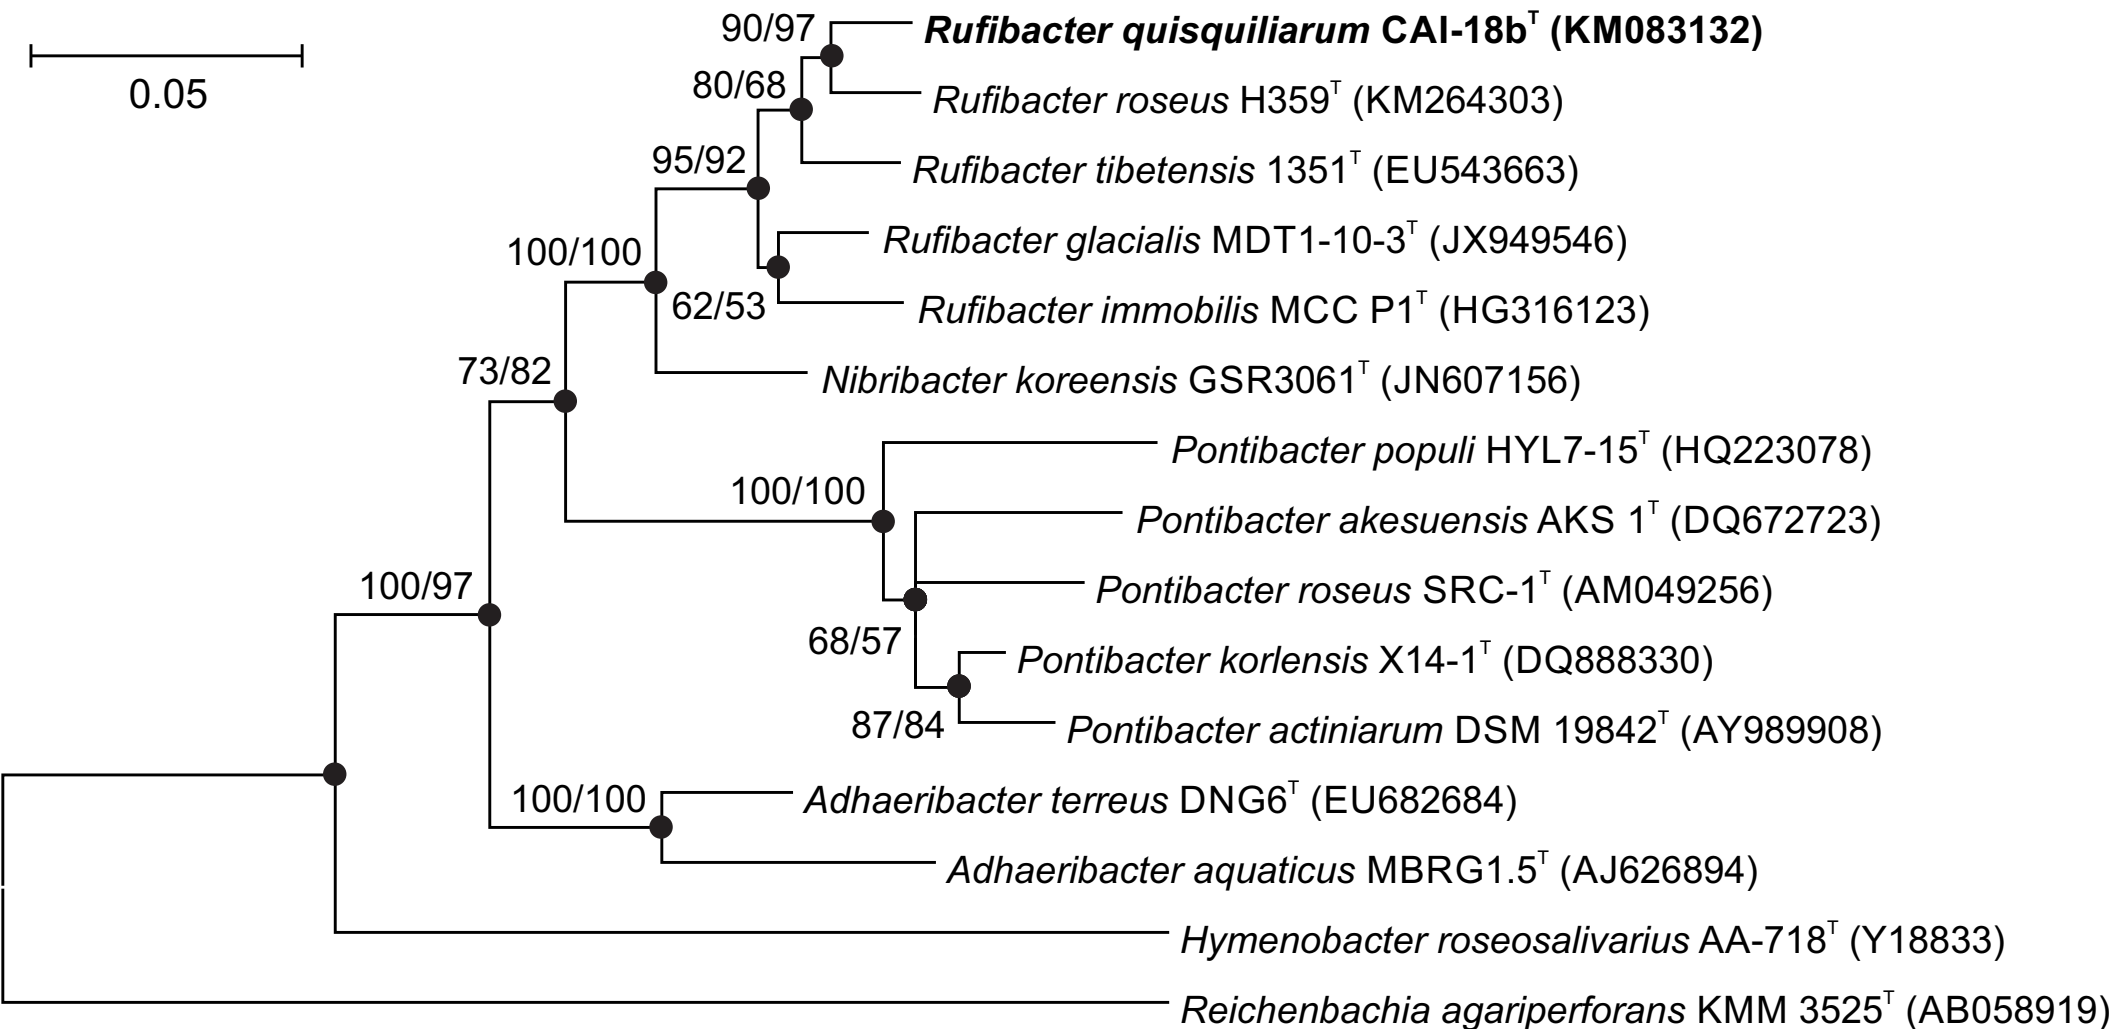 90/97
Rufibacter quisquiliarum CAI-18bᵀ (KM083132)
0.05
80/68
Rufibacter roseus H359ᵀ (KM264303)
95/92
Rufibacter tibetensis 1351ᵀ (EU543663)
100/100
Rufibacter glacialis MDT1-10-3ᵀ (JX949546)
62/53
Rufibacter immobilis MCC P1ᵀ (HG316123)
73/82
Nibribacter koreensis GSR3061ᵀ (JN607156)
Pontibacter populi HYL7-15ᵀ (HQ223078)
100/100
Pontibacter akesuensis AKS 1ᵀ (DQ672723)
100/97
Pontibacter roseus SRC-1ᵀ (AM049256)
68/57
Pontibacter korlensis X14-1ᵀ (DQ888330)
87/84
Pontibacter actiniarum DSM 19842ᵀ (AY989908)
100/100
Adhaeribacter terreus DNG6ᵀ (EU682684)
Adhaeribacter aquaticus MBRG1.5ᵀ (AJ626894)
Hymenobacter roseosalivarius AA-718ᵀ (Y18833)
Reichenbachia agariperforans KMM 3525ᵀ (AB058919)